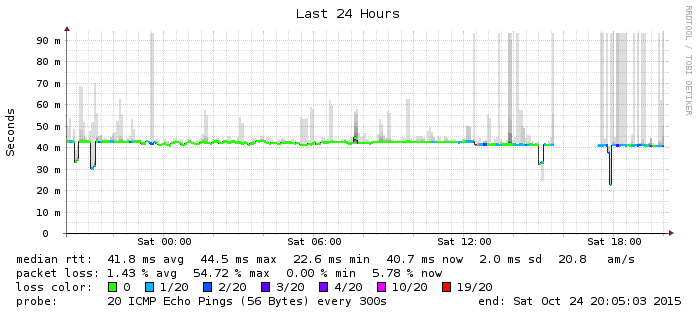 Last 24 Hours
RRDTOOL / TOBI OETIKER
Seconds
90 m
80 m
70 m
60 m
50 m
40 m
30 m
20 m
10 m
0
Sat 00:00 Sat 06:00 Sat 12:00 Sat 18:00
median rtt: 41.8 ms avg 44.5 ms max 22.6 ms min 40.7 ms now 2.0 ms sd 20.8 am/s
packet loss: 1.43 % avg 54.72 % max 0.00 % min 5.78 % now
loss color: 0 1/20 2/20 3/20 4/20 10/20 19/20
probe: 20 ICMP Echo Pings (56 Bytes) every 300s end: Sat Oct 24 20:05:03 2015